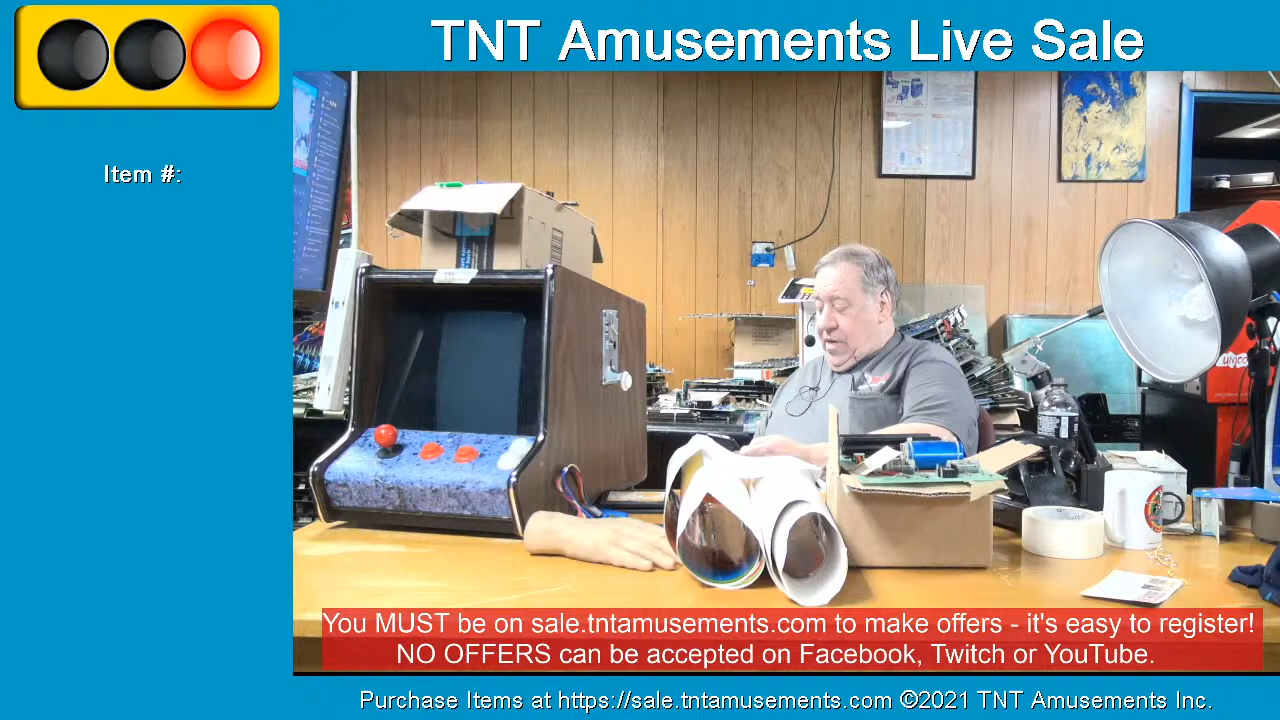 TNT Amusements Live Sale
Item #:
You MUST be on sale.tntamusements.com to make offers - it's easy to register!
NO OFFERS can be accepted on Facebook, Twitch or YouTube.
Purchase Items at https://sale.tntamusements.com ©2021 TNT Amusements Inc.